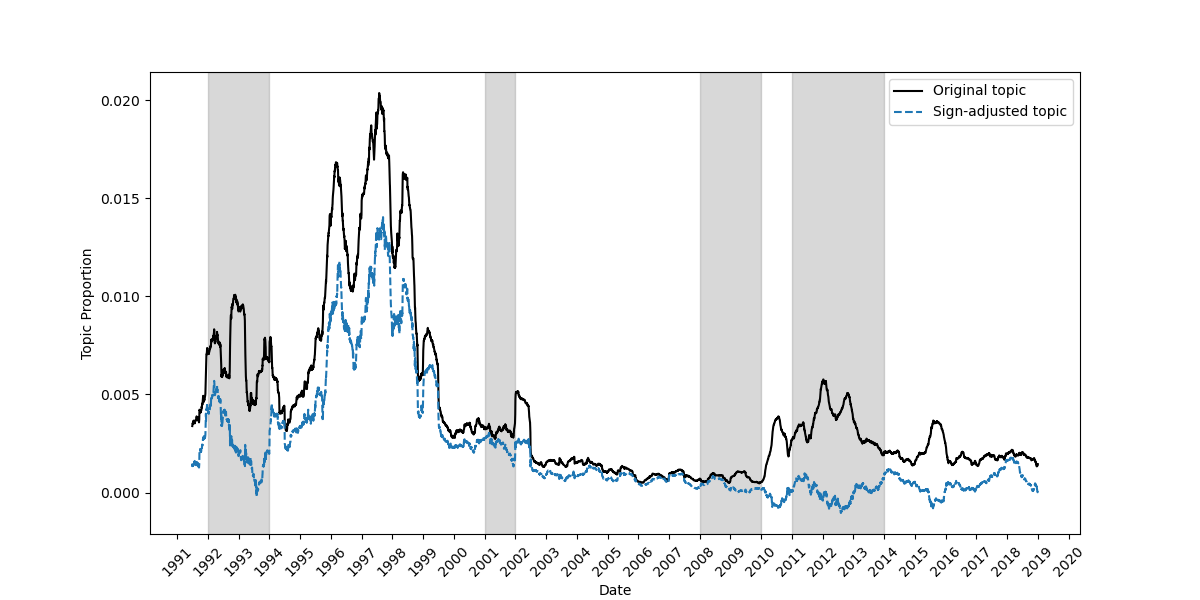 Original topic
Sign-adjusted topic
Topic Proportion
0.020
0.015
0.010
0.005
0.000
1991 1992 1993 1994 1995 1996 1997 1998 1999 2000 2001 2002 2003 2004 2005 2006 2007 2008 2009 2010 2011 2012 2013 2014 2015 2016 2017 2018 2019 2020
Date